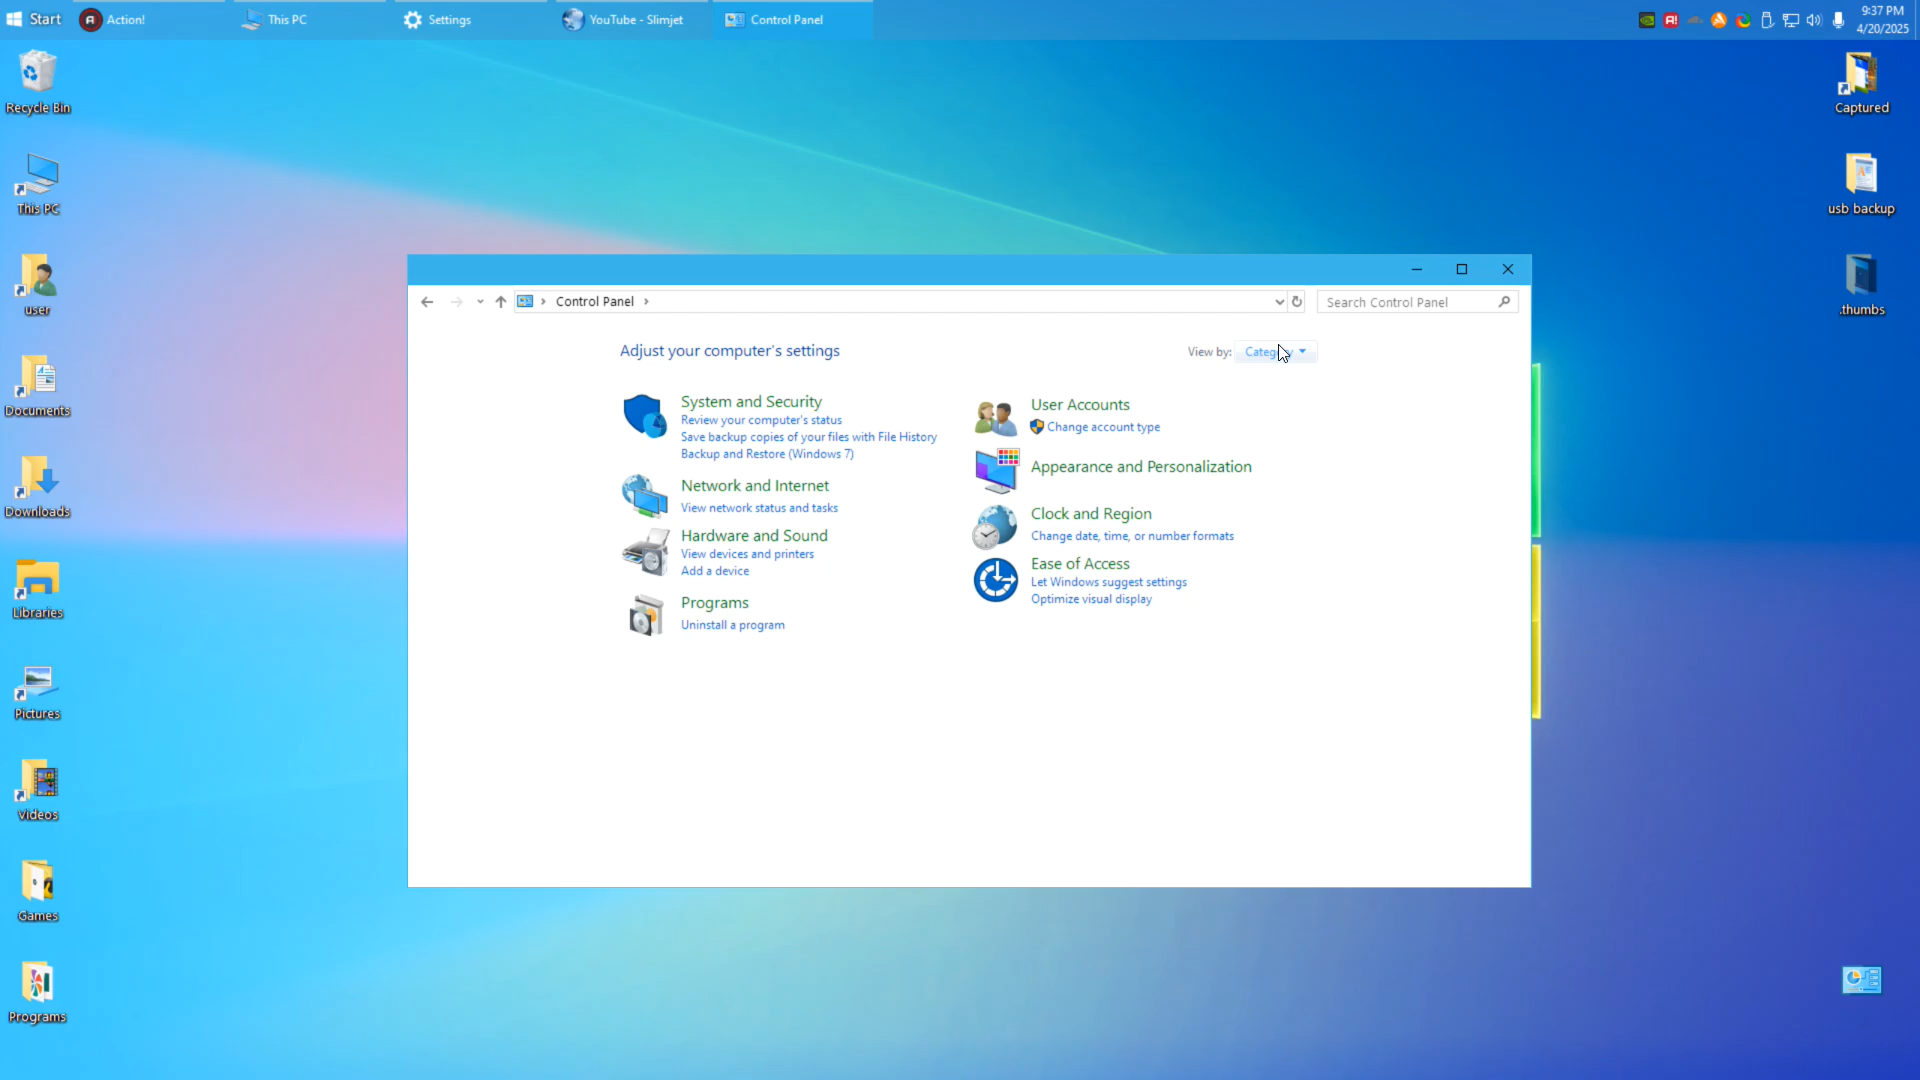 Start
Action!
This PC
Settings
YouTube - Slimjet
Control Panel
9:37 PM
4/20/2025
Recycle Bin
This PC
user
Documents
Downloads
Libraries
Pictures
videos
Games
Programs
Captured
usb backup
.thumbs
Control Panel
Search Control Panel
Adjust your computer's settings
View by:
System and Security
Review your computer's status
Save backup copies of your files with File History
Backup and Restore (Windows 7)
Network and Internet
View network status and tasks
Hardware and Sound
View devices and printers
Add a device
Programs
Uninstall a program
User Accounts
Change account type
Appearance and Personalization
Clock and Region
Change date, time, or number formats
Ease of Access
Let Windows suggest settings
Optimize visual display